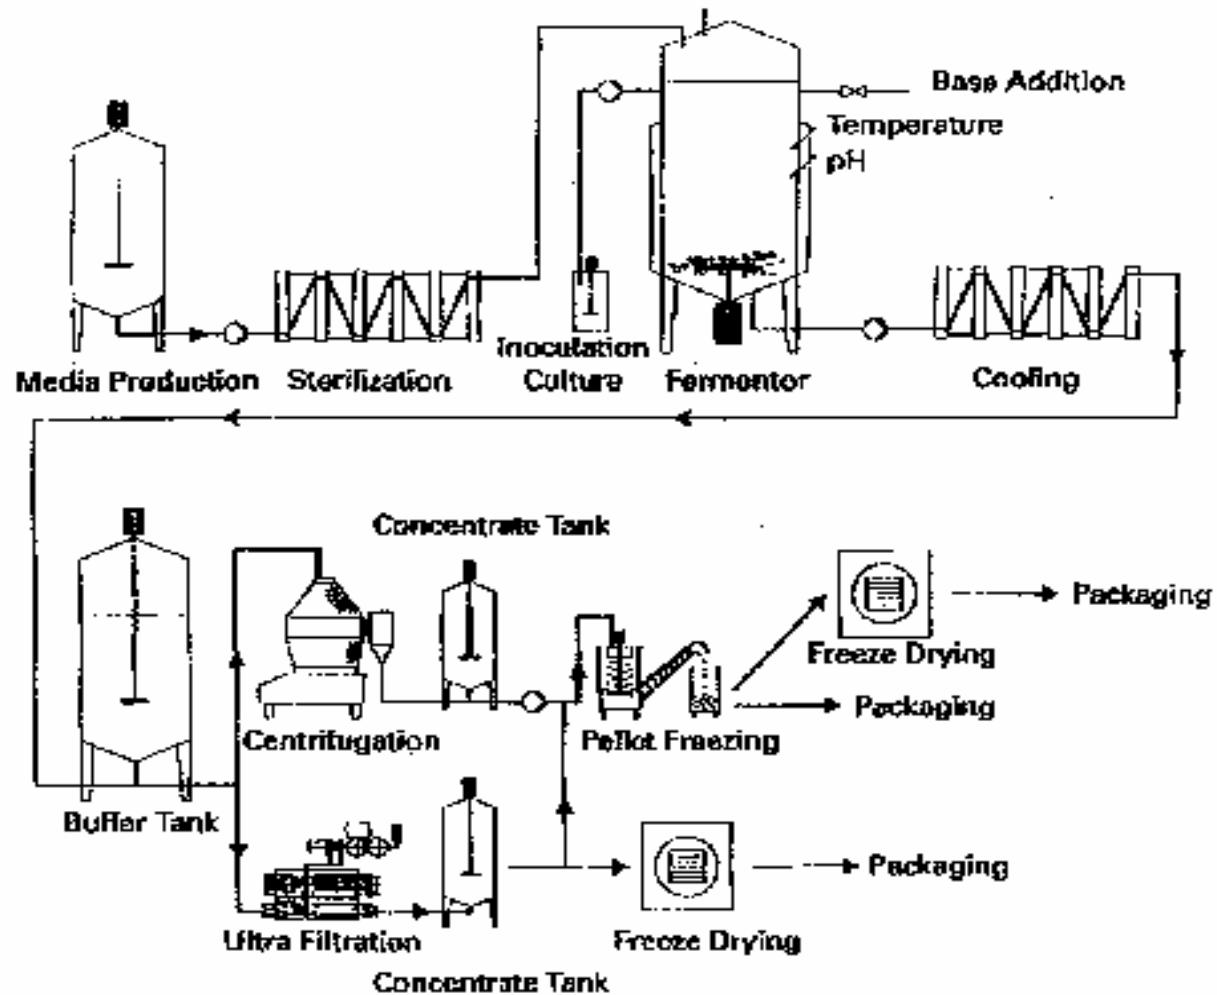 Base Addition
Temperature
pH
Inoculation
Culture
Media Production
Sterilization
Fermentor
Cooling
Concentrate Tank
Packaging
Freeze Drying
Packaging
Centrifugation
Pellet Freezing
Buffer Tank
Packaging
Ultra Filtration
Freeze Drying
Concentrate Tank